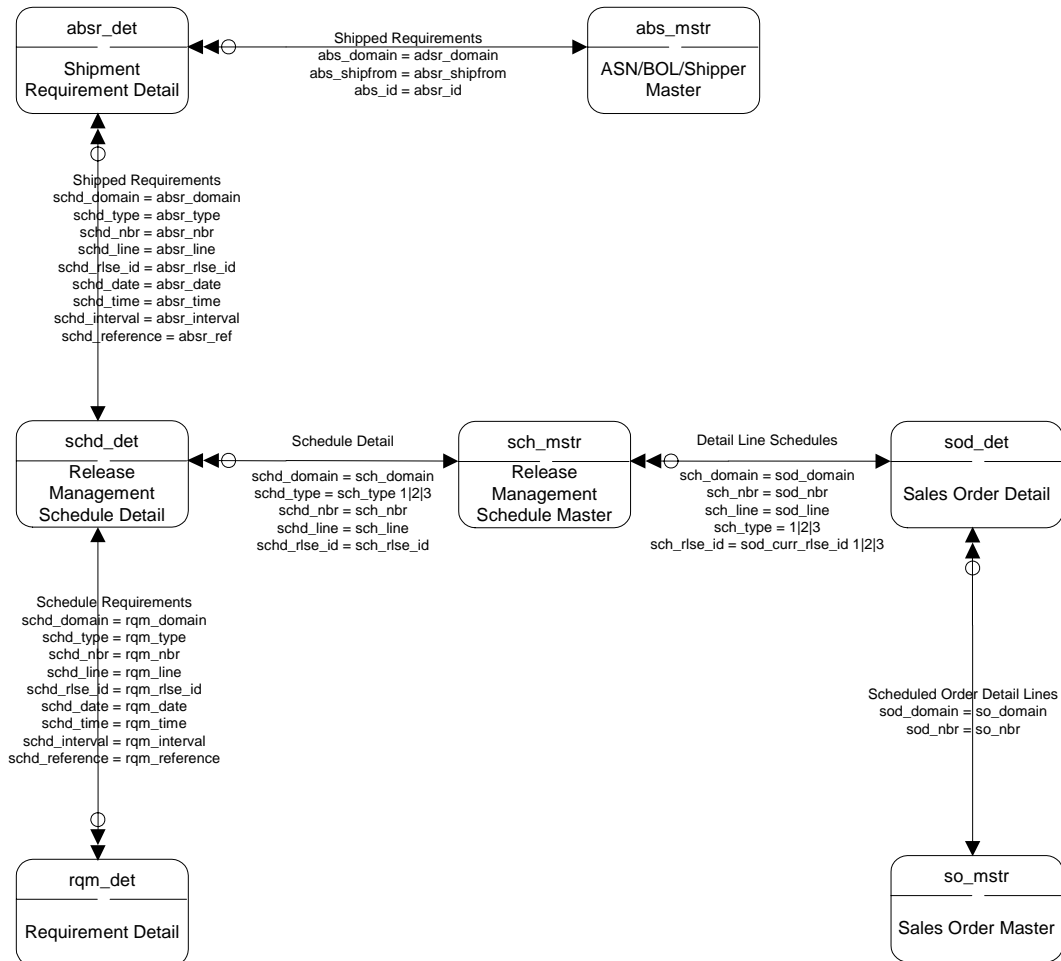 absr_det
Shipment
Requirement Detail
Shipped Requirements
abs_domain = adsr_domain
abs_shipfrom = absr_shipfrom
abs_id = absr_id
abs_mstr
ASN/BOL/Shipper
Master
Shipped Requirements
schd_domain = absr_domain
schd_type = absr_type
schd_nbr = absr_nbr
schd_line = absr_line
schd_rlse_id = absr_rlse_id
schd_date = absr_date
schd_time = absr_time
schd_interval = absr_interval
schd_reference = absr_ref
schd_det
Release
Management
Schedule Detail
Schedule Detail
schd_domain = sch_domain
schd_type = sch_type 1|2|3
schd_nbr = sch_nbr
schd_line = sch_line
schd_rlse_id = sch_rlse_id
sch_mstr
Release
Management
Schedule Master
Detail Line Schedules
sch_domain = sod_domain
sch_nbr = sod_nbr
sch_line = sod_line
sch_type = 1|2|3
sch_rlse_id = sod_curr_rlse_id 1|2|3
sod_det
Sales Order Detail
Schedule Requirements
schd_domain = rqm_domain
schd_type = rqm_type
schd_nbr = rqm_nbr
schd_line = rqm_line
schd_rlse_id = rqm_rlse_id
schd_date = rqm_date
schd_time = rqm_time
schd_interval = rqm_interval
schd_reference = rqm_reference
Scheduled Order Detail Lines
sod_domain = so_domain
sod_nbr = so_nbr
rqm_det
Requirement Detail
so_mstr
Sales Order Master